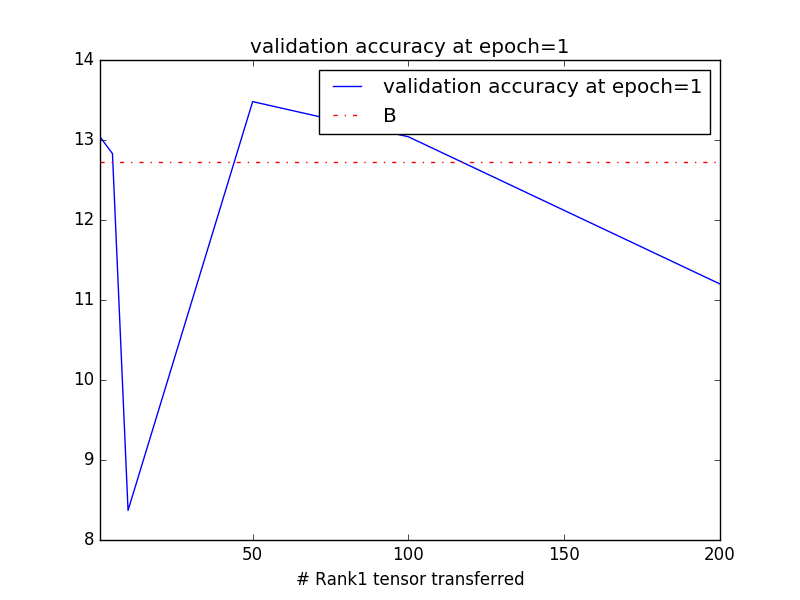 validation accuracy at epoch=1
14
13
12
11
10
9
8
validation accuracy at epoch=1
B
50 100 150 200
# Rank1 tensor transferred